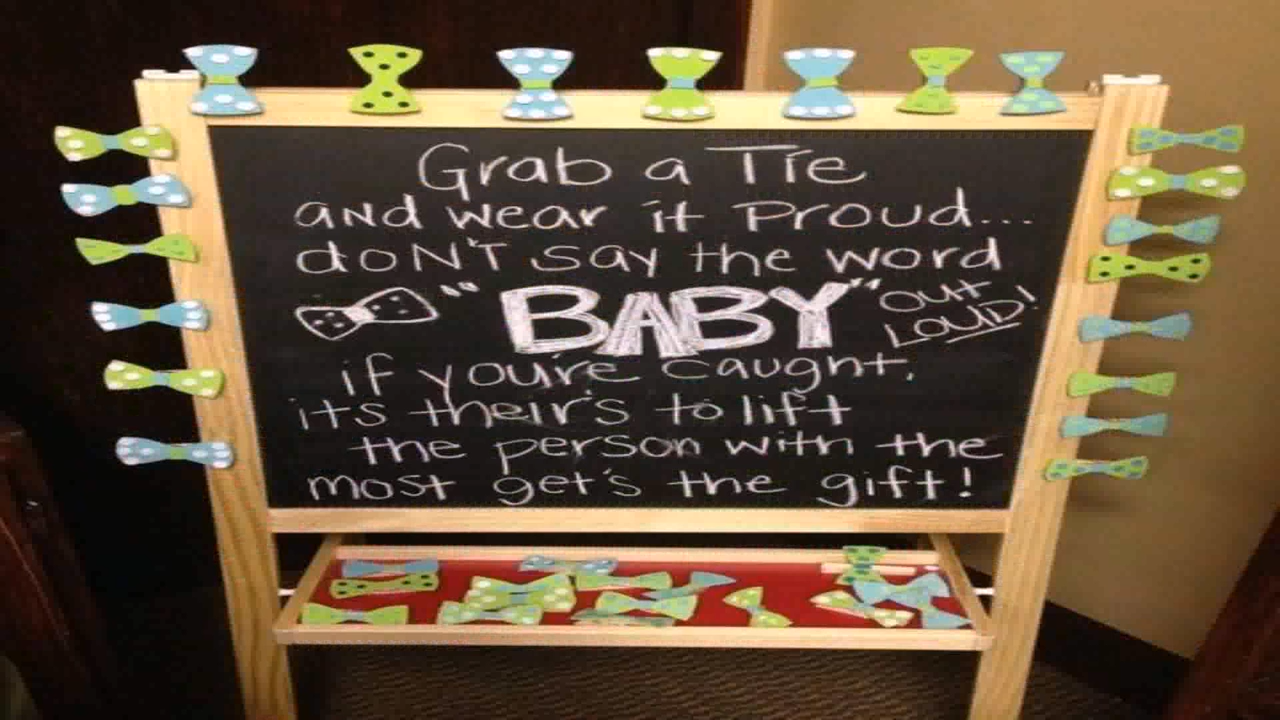 Grab a Tie
and wear it Proud...
doN'T say the word
"BABY" out LOUD!
if you're caught,
its their's to lift
the person with the
most get's the gift!